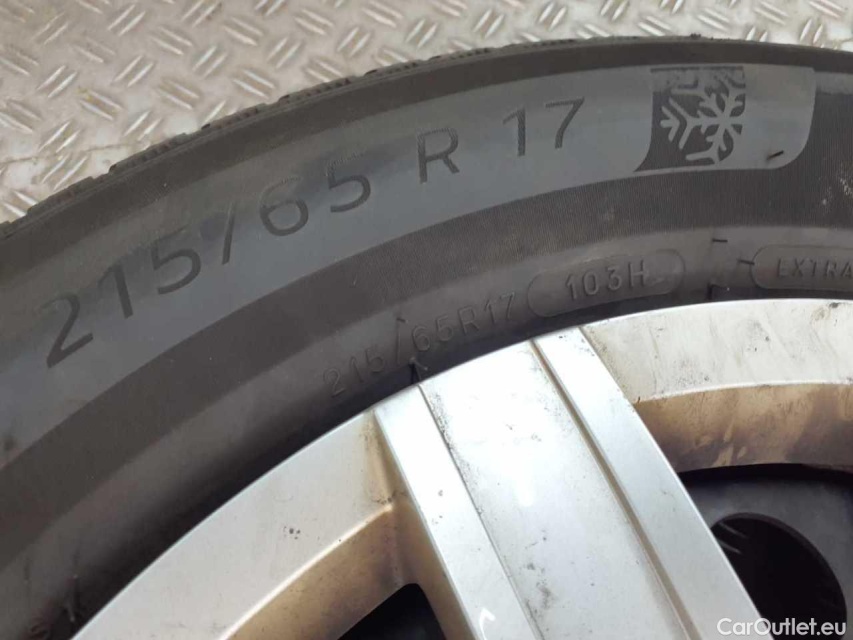 215/65 R 17
215/65R17 103H EXTRA
CarOutlet.eu